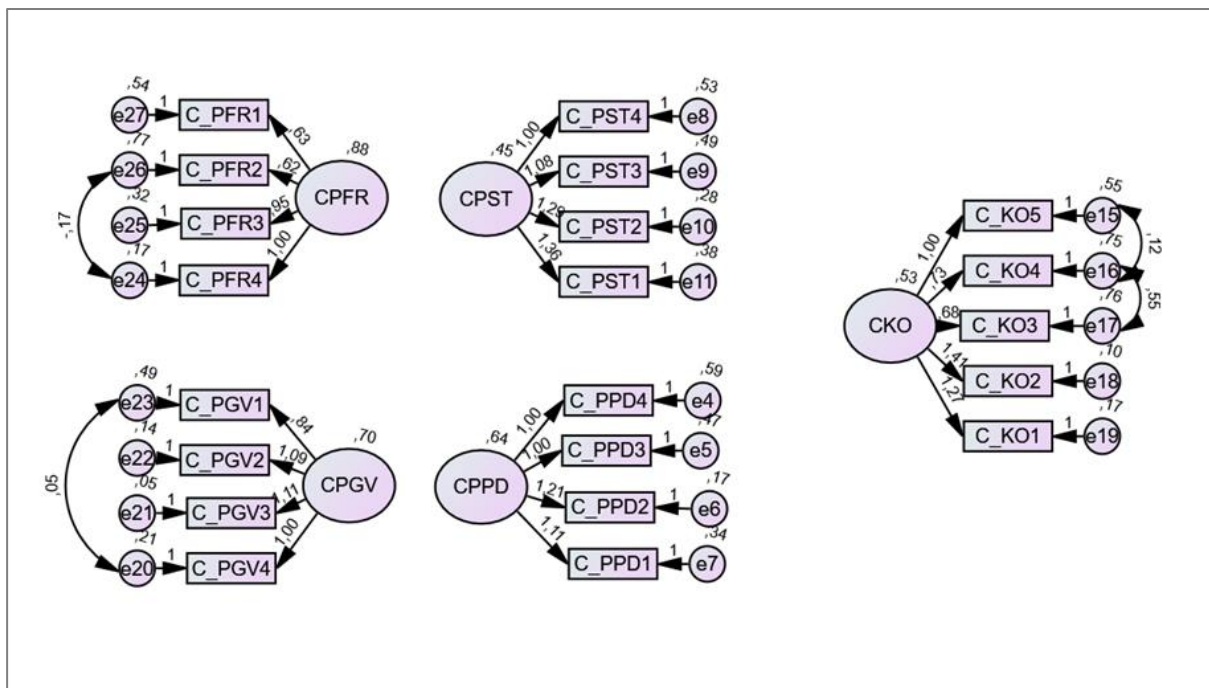 ,54
e27 1 C_PFR1 ,63
,77
e26 1 C_PFR2 ,62
,32
e25 1 C_PFR3 ,95
,17
e24 1 C_PFR4 1,00
-,17
CPFR ,88
,53
1,00 C_PST4 1 e8
,49
1,08 C_PST3 1 e9
,28
1,29 C_PST2 1 e10
,38
1,36 C_PST1 1 e11
,45 CPST
,49
e23 1 C_PGV1 ,84
,14
e22 1 C_PGV2 1,09
,05
e21 1 C_PGV3 1,11
,21
e20 1 C_PGV4 1,00
,05
CPGV ,70
,59
1,00 C_PPD4 1 e4
,47
1,00 C_PPD3 1 e5
,17
1,21 C_PPD2 1 e6
,34
1,11 C_PPD1 1 e7
,64 CPPD
,55
1,00 C_KO5 1 e15
,12
,75
,73 C_KO4 1 e16
,55
,76
,68 C_KO3 1 e17
,10
1,41 C_KO2 1 e18
,17
1,27 C_KO1 1 e19
,53 CKO